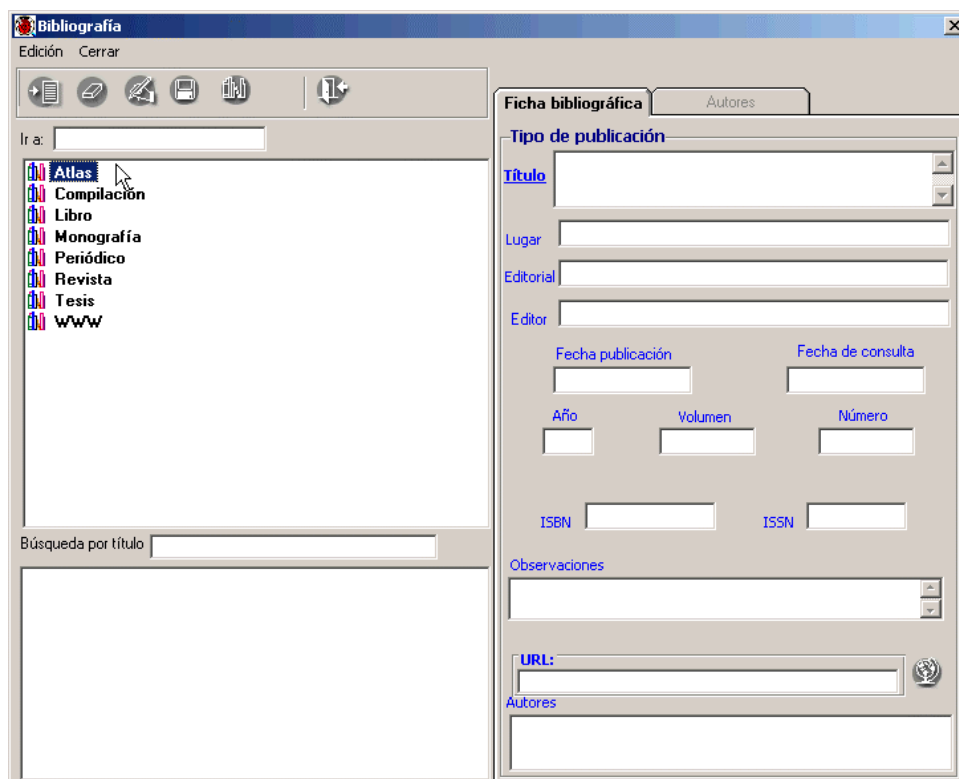 Bibliografía
Edición Cerrar
Ir a:
Atlas
Compilación
Libro
Monografía
Periódico
Revista
Tesis
WWW
Búsqueda por título
Ficha bibliográfica Autores
Tipo de publicación
Título
Lugar
Editorial
Editor
Fecha publicación Fecha de consulta
Año Volumen Número
ISBN ISSN
Observaciones
URL:
Autores